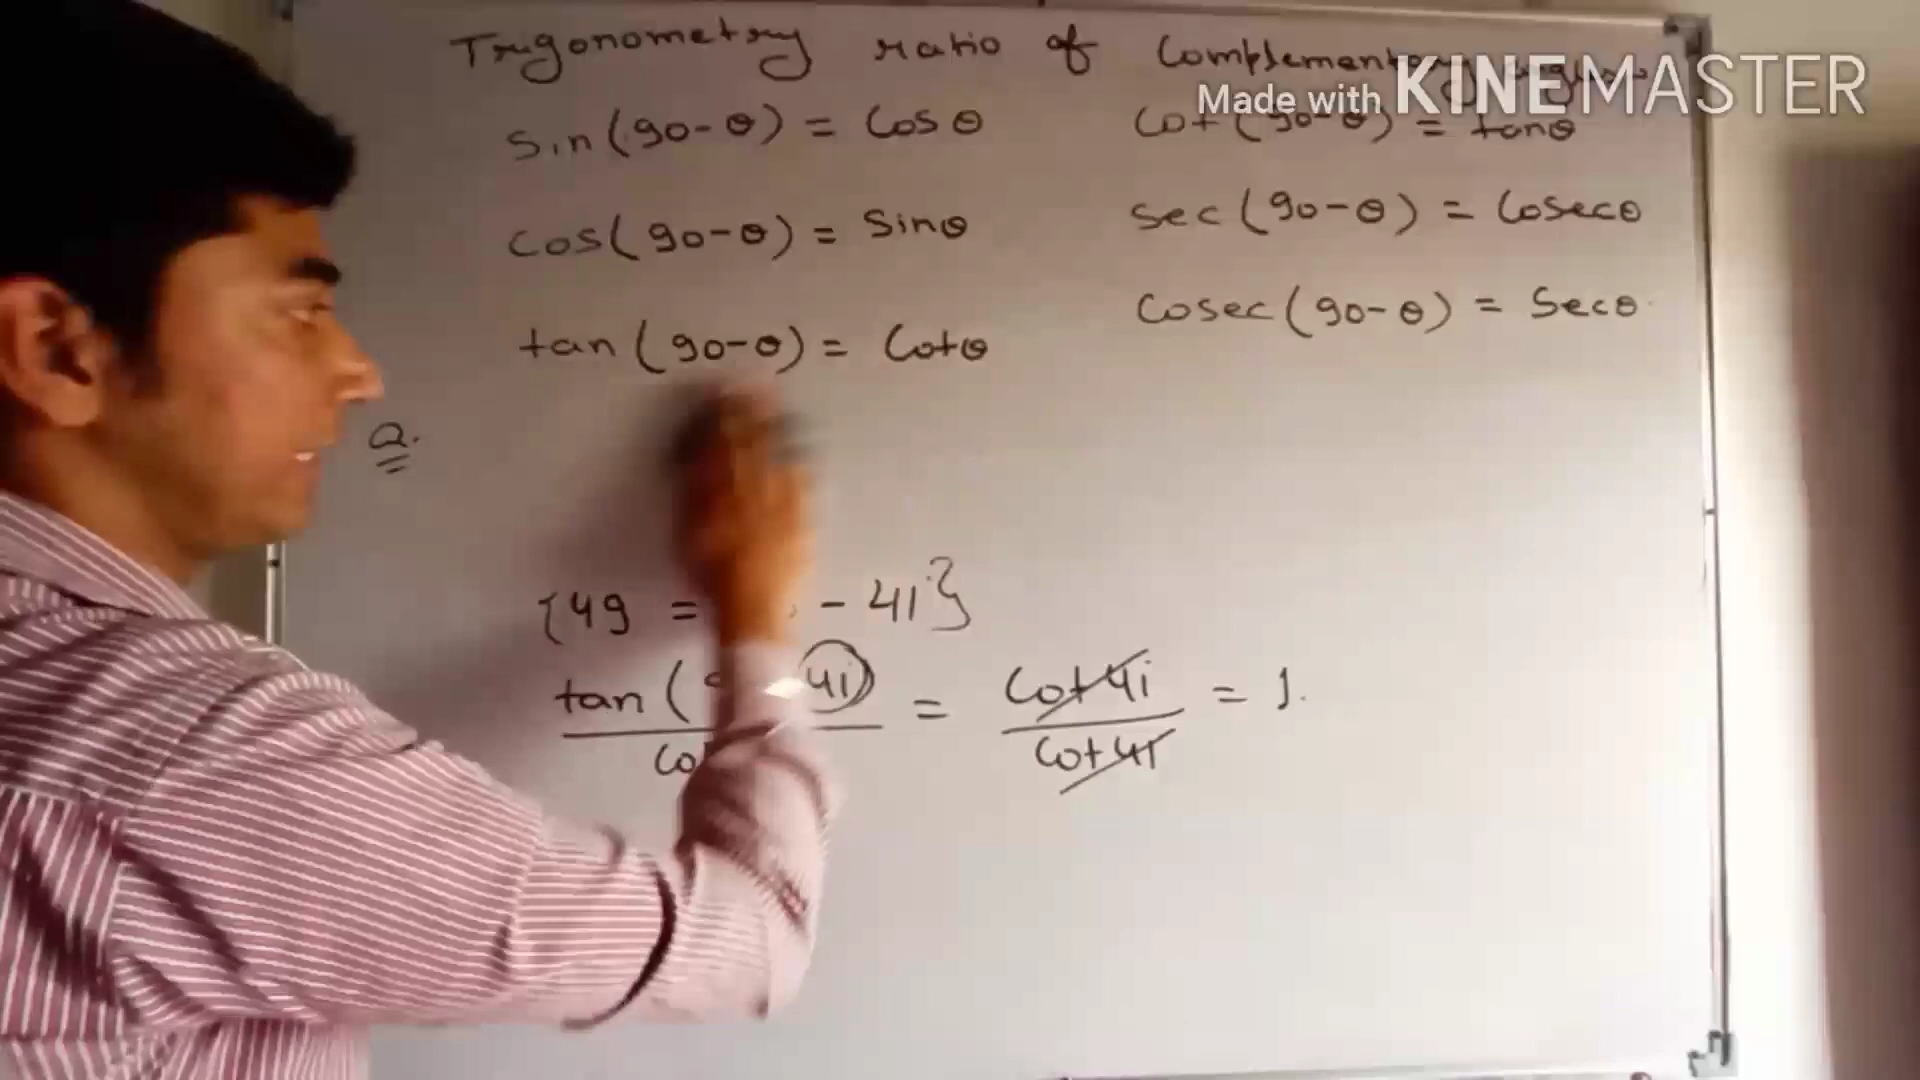 Trigonometry ratio of Complementary
Made with KINEMASTER
sin(90-θ) = Cosθ
cot(90-θ) = tanθ
cos(90-θ) = Sinθ
sec(90-θ) = Cosecθ
tan(90-θ) = Cotθ
Cosec(90-θ) = Secθ
Q.
{49 = - 41}
tan( 41) = Cot41 = 1.
Cot41